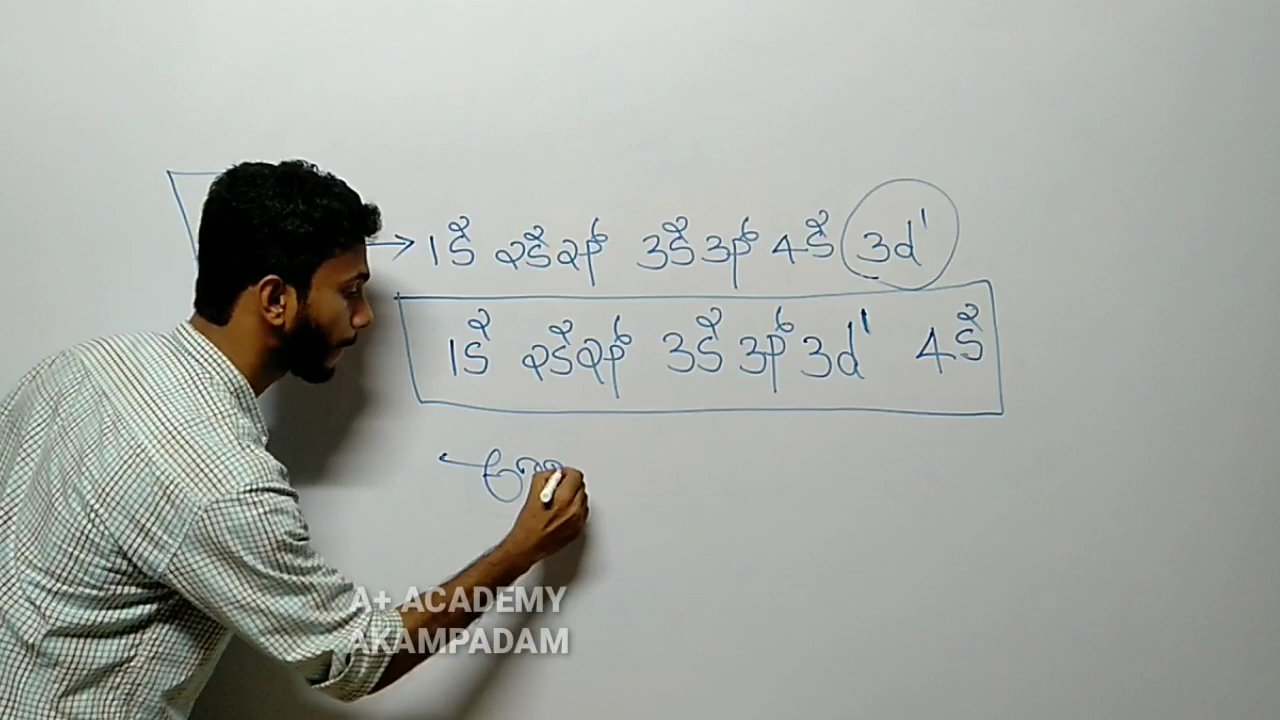 → 1s² 2s² 2p⁶ 3s² 3p⁶ 4s² 3d¹
1s² 2s² 2p⁶ 3s² 3p⁶ 3d¹ 4s²
A+ ACADEMY
AKAMPADAM